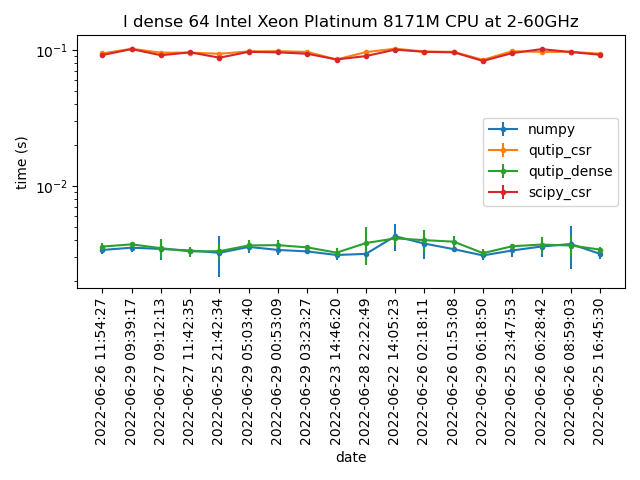 l dense 64 Intel Xeon Platinum 8171M CPU at 2-60GHz
10⁻¹
10⁻²
time (s)
numpy
qutip_csr
qutip_dense
scipy_csr
2022-06-26 11:54:27
2022-06-29 09:39:17
2022-06-27 09:12:13
2022-06-27 11:42:35
2022-06-25 21:42:34
2022-06-29 05:03:40
2022-06-29 00:53:09
2022-06-29 03:23:27
2022-06-23 14:46:20
2022-06-28 22:22:49
2022-06-22 14:05:23
2022-06-26 02:18:11
2022-06-26 01:53:08
2022-06-29 06:18:50
2022-06-25 23:47:53
2022-06-26 06:28:42
2022-06-26 08:59:03
2022-06-25 16:45:30
date